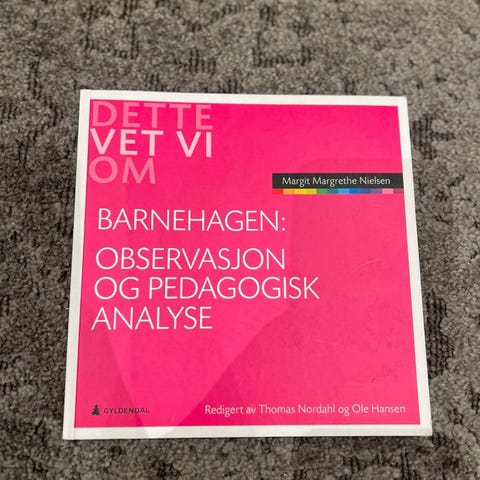 DETTE
VET VI
OM
Margit Margrethe Nielsen
BARNEHAGEN:
OBSERVASJON
OG PEDAGOGISK
ANALYSE
GYLDENDAL
Redigert av Thomas Nordahl og Ole Hansen